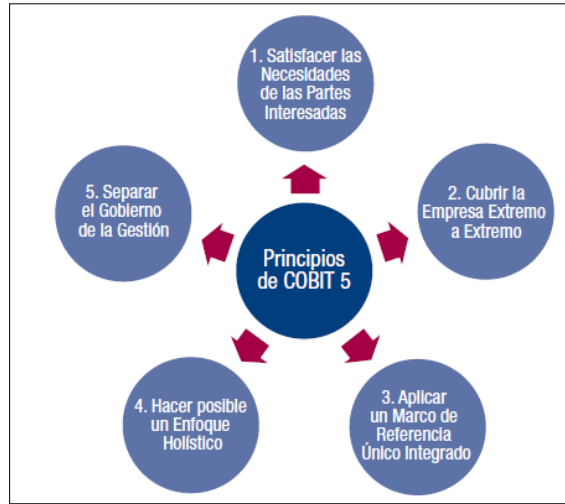 1. Satisfacer las
Necesidades
de las Partes
Interesadas
2. Cubrir la
Empresa Extremo
a Extremo
3. Aplicar
un Marco de
Referencia
Único Integrado
4. Hacer posible
un Enfoque
Holístico
5. Separar
el Gobierno
de la Gestión
Principios
de COBIT 5